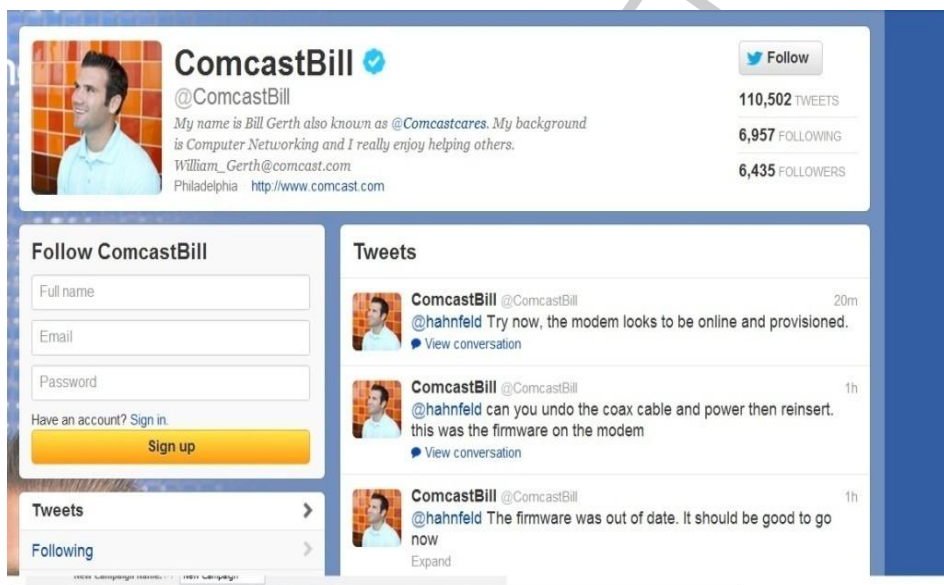 ComcastBill
@ComcastBill
My name is Bill Gerth also known as @Comcastcares. My background
is Computer Networking and I really enjoy helping others.
William_Gerth@comcast.com
Philadelphia http://www.comcast.com
Follow
110,502 TWEETS
6,957 FOLLOWING
6,435 FOLLOWERS
Follow ComcastBill
Full name
Email
Password
Have an account? Sign in.
Sign up
Tweets
Following
Tweets
ComcastBill @ComcastBill 20m
@hahnfeld Try now, the modem looks to be online and provisioned.
View conversation
ComcastBill @ComcastBill 1h
@hahnfeld can you undo the coax cable and power then reinsert.
this was the firmware on the modem
View conversation
ComcastBill @ComcastBill 1h
@hahnfeld The firmware was out of date. It should be good to go
now
Expand
New Campaign Name: New Campaign